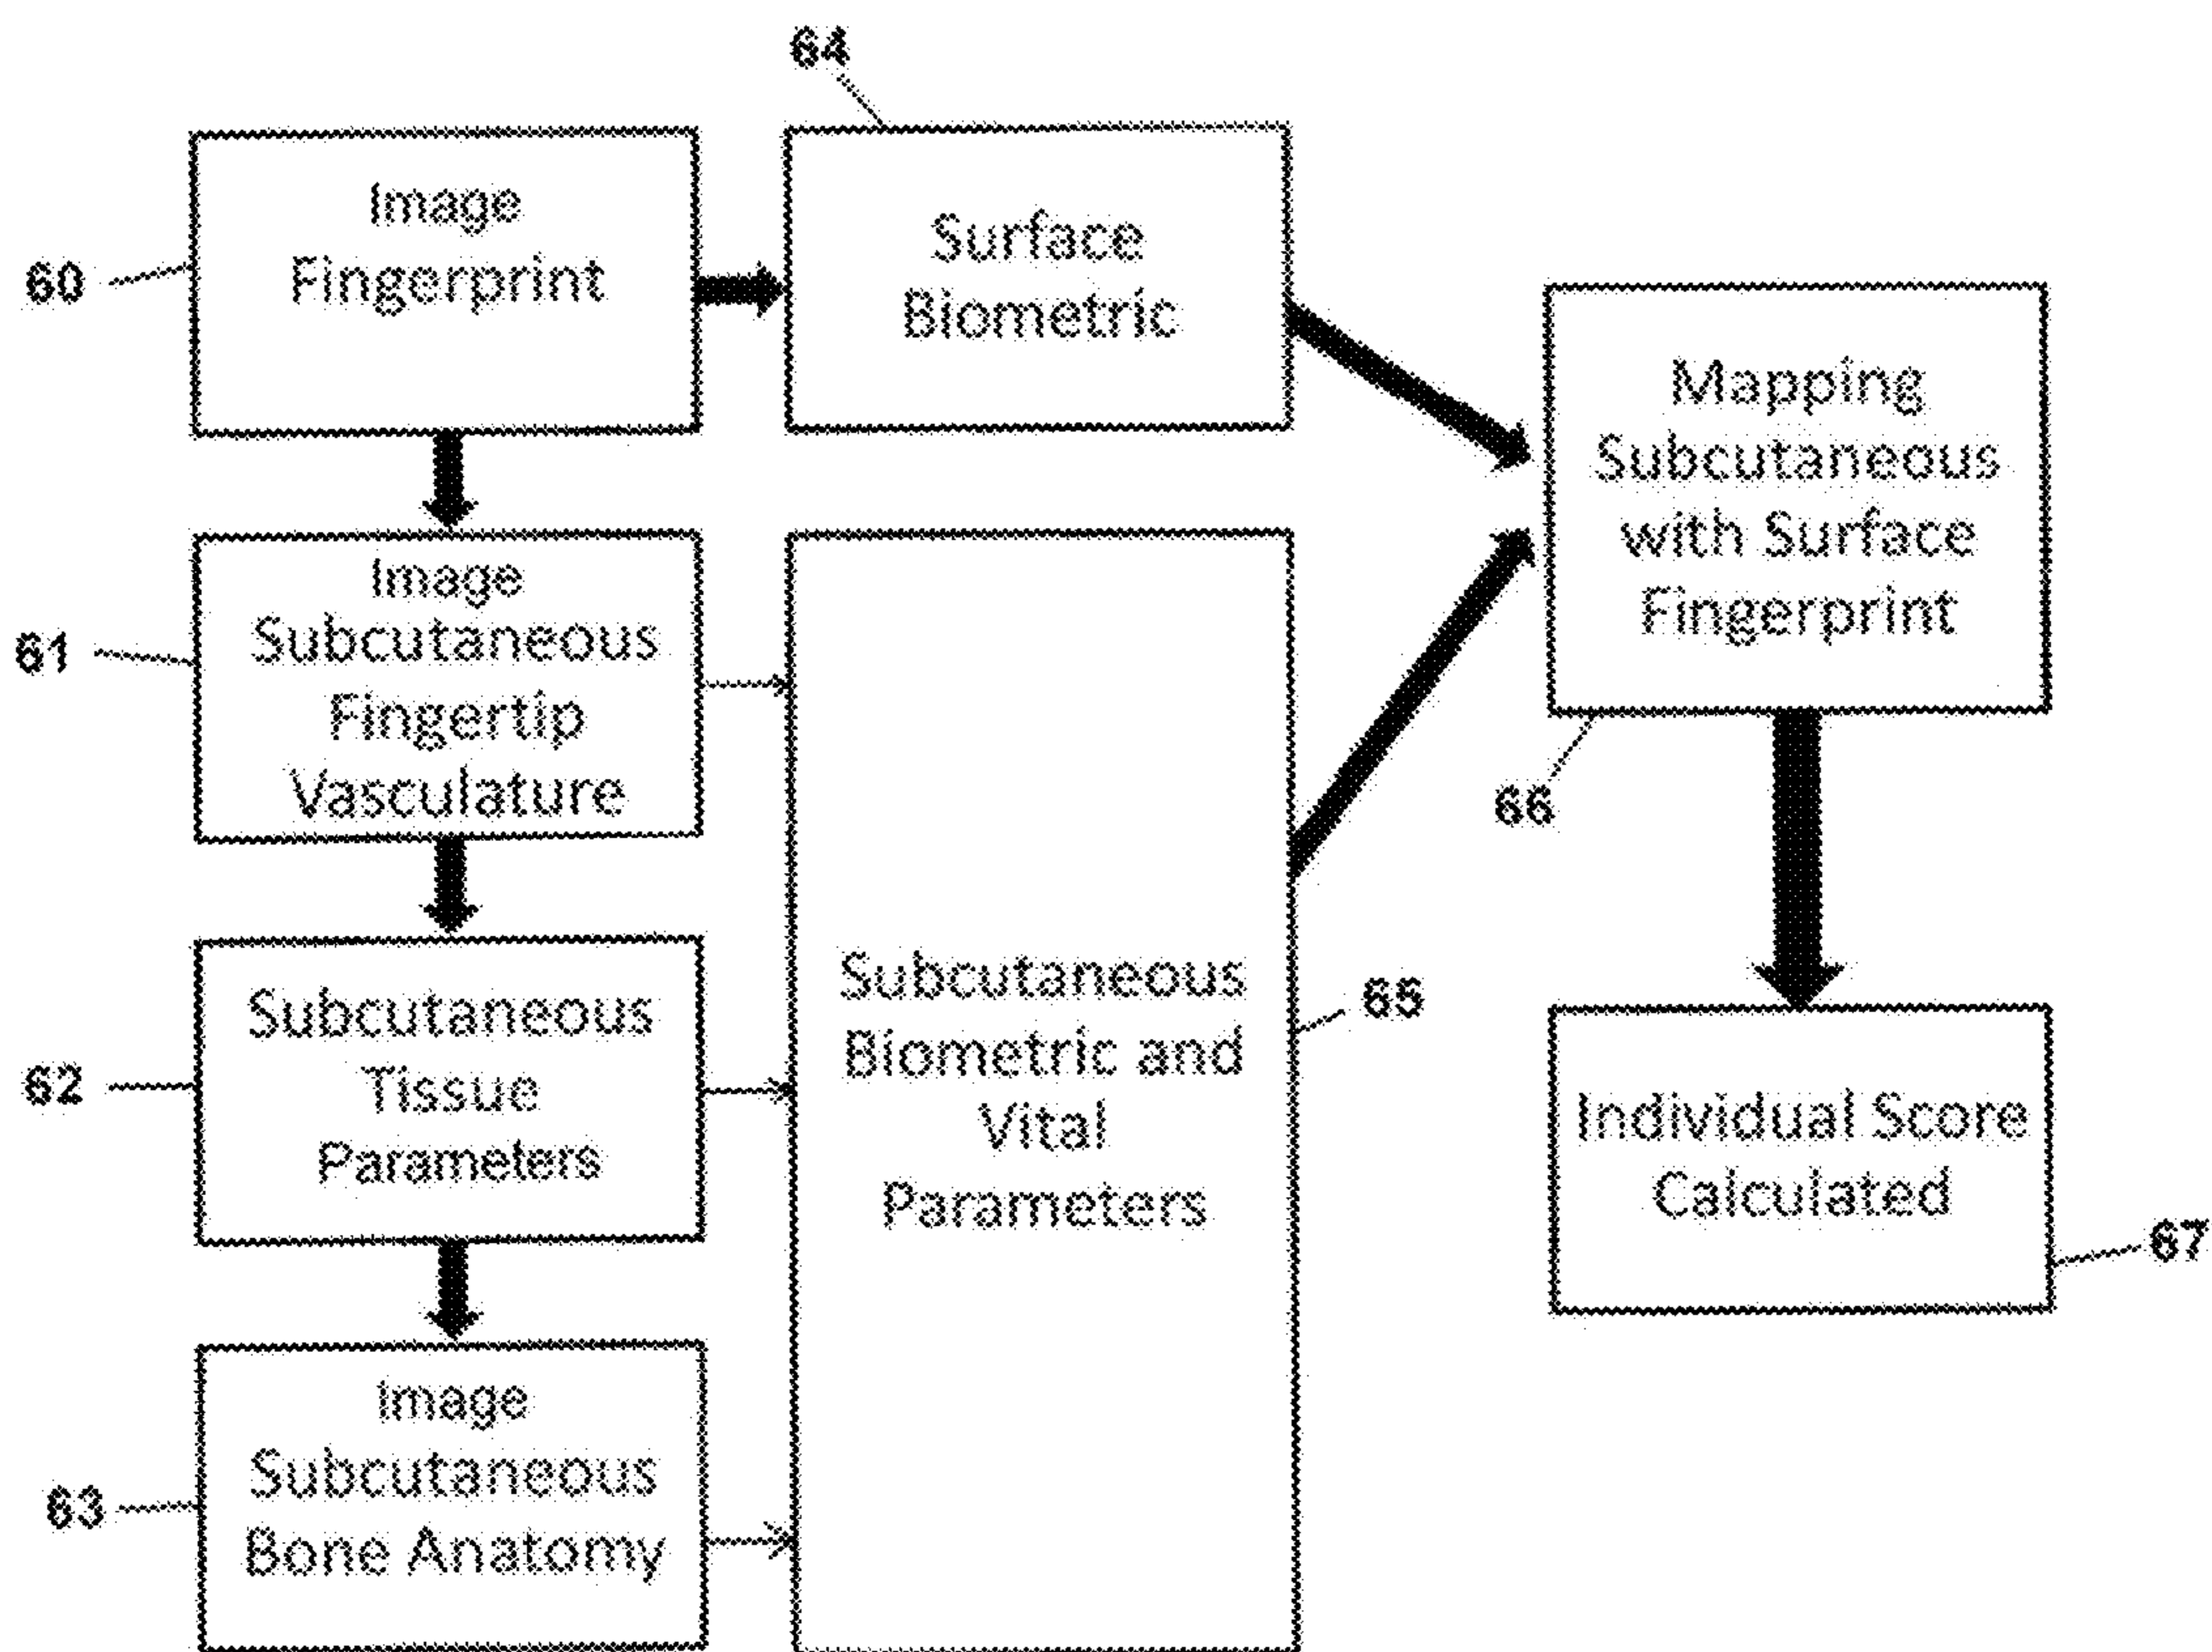 64
Image
Fingerprint
60
Surface
Biometric
Mapping
Subcutaneous
with Surface
Fingerprint
66
Image
Subcutaneous
Fingertip
Vasculature
61
Subcutaneous
Biometric and
Vital
Parameters
65
Subcutaneous
Tissue
Parameters
62
Individual Score
Calculated
67
Image
Subcutaneous
Bone Anatomy
63